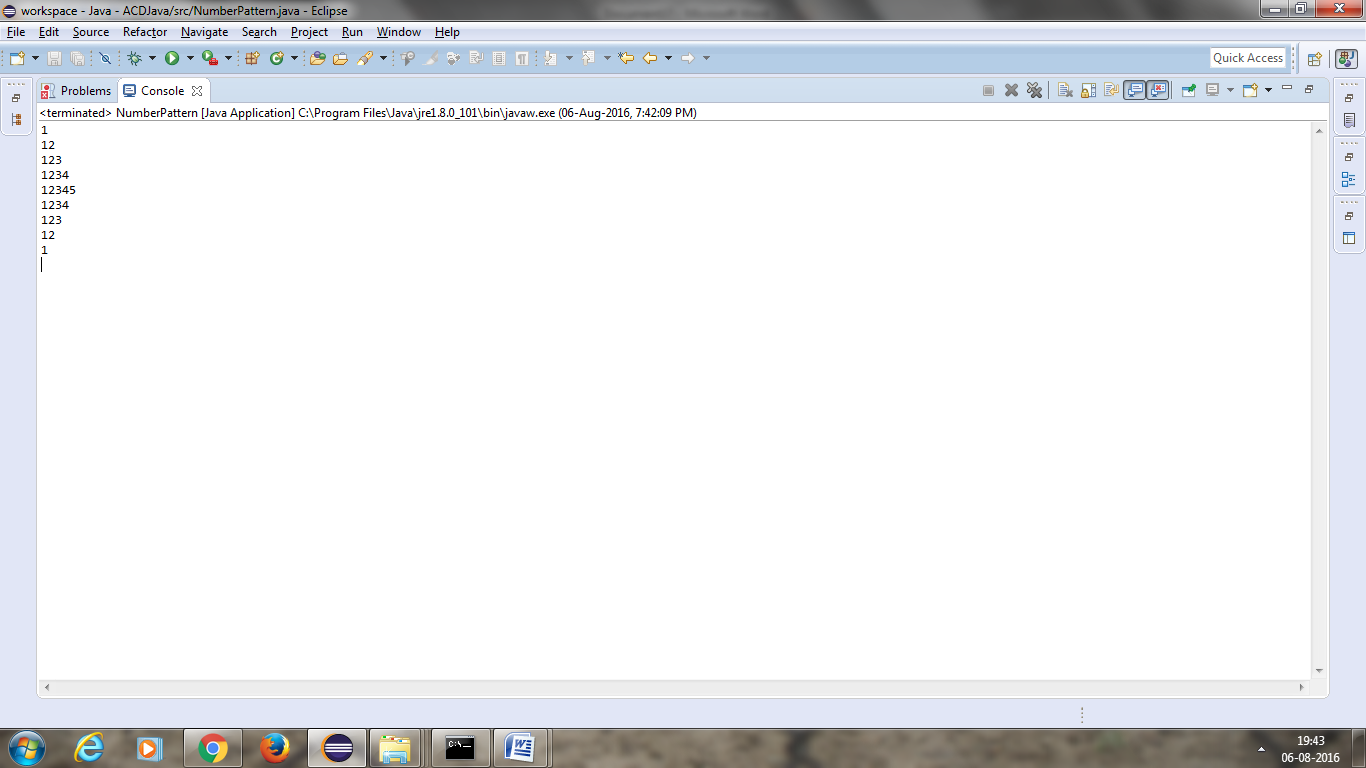 workspace - Java - ACDJava/src/NumberPattern.java - Eclipse
File Edit Source Refactor Navigate Search Project Run Window Help
Quick Access
Problems Console
<terminated> NumberPattern [Java Application] C:\Program Files\Java\jre1.8.0_101\bin\javaw.exe (06-Aug-2016, 7:42:09 PM)
1
12
123
1234
12345
1234
123
12
1
19:43
06-08-2016